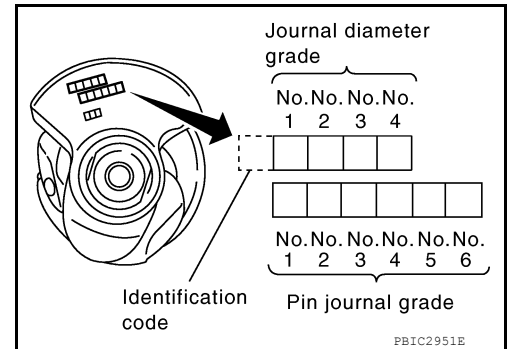 Journal diameter
grade
No. No. No. No.
1 2 3 4
No. No. No. No. No. No.
1 2 3 4 5 6
Identification
code
Pin journal grade
PBIC2951E